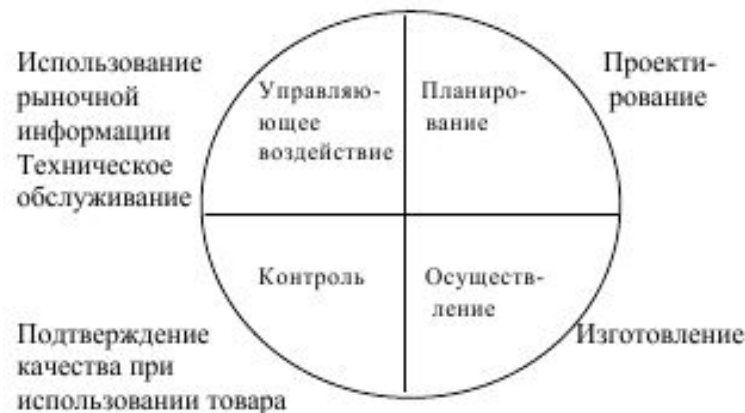 Использование
рыночной
информации
Техническое
обслуживание
Управляю-
ющее
воздействие
Планиро-
вание
Проекти-
рование
Контроль
Осуществ-
ление
Подтверждение
качества при
использовании товара
Изготовление